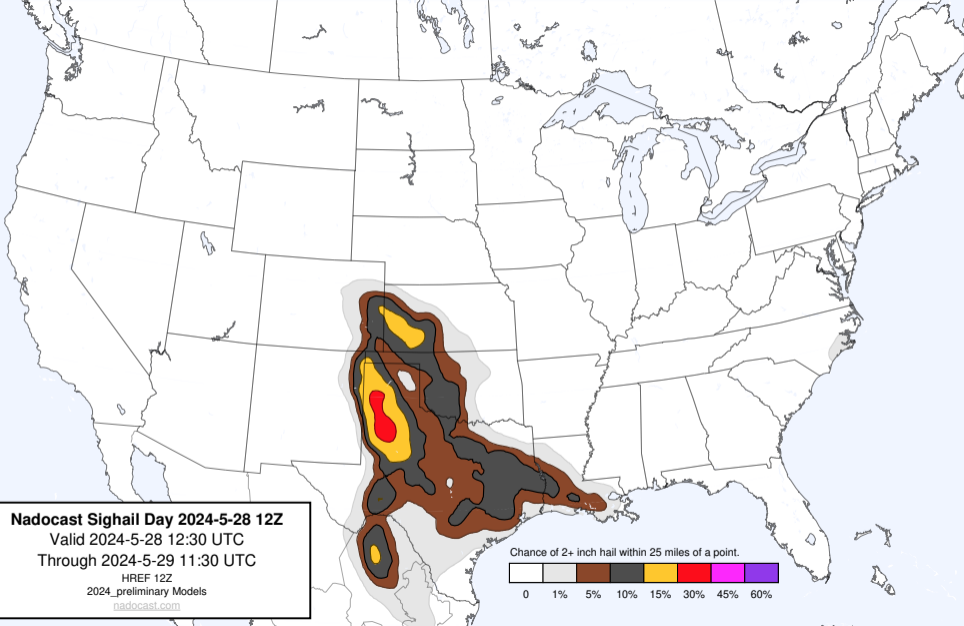 Nadocast Sighail Day 2024-5-28 12Z
Valid 2024-5-28 12:30 UTC
Through 2024-5-29 11:30 UTC
HREF 12Z
2024_preliminary Models
nadocast.com
Chance of 2+ inch hail within 25 miles of a point.
0 1% 5% 10% 15% 30% 45% 60%